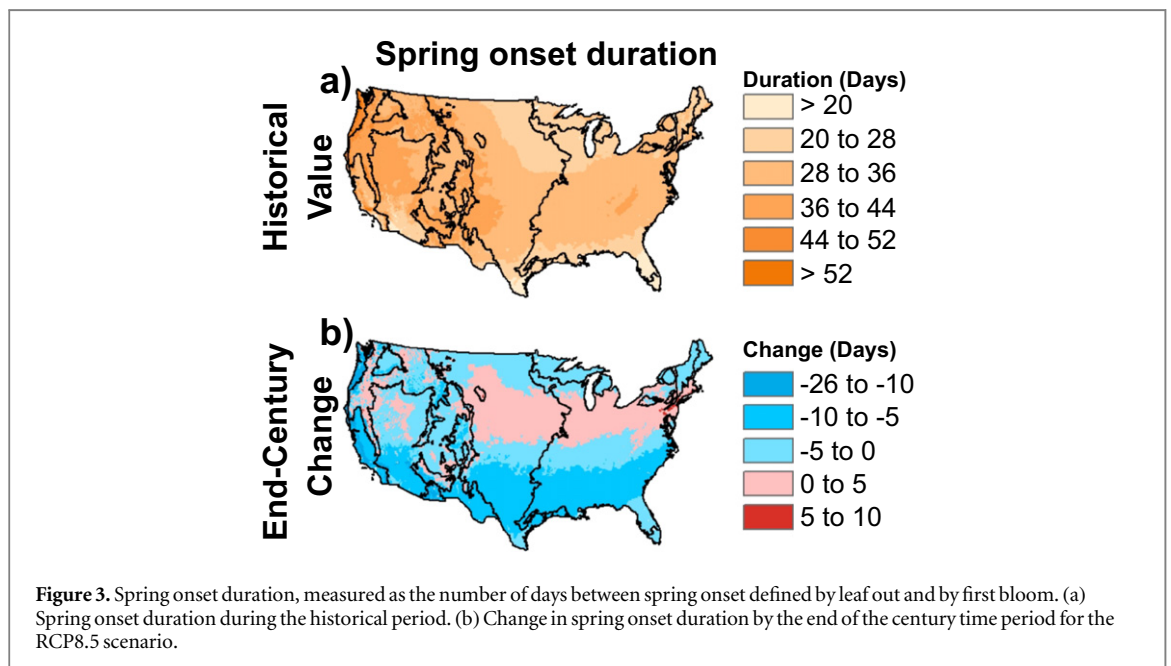 Spring onset duration
a)
Historical
Value
Duration (Days)
> 20
20 to 28
28 to 36
36 to 44
44 to 52
> 52
b)
End-Century
Change
Change (Days)
-26 to -10
-10 to -5
-5 to 0
0 to 5
5 to 10
Figure 3. Spring onset duration, measured as the number of days between spring onset defined by leaf out and by first bloom. (a)
Spring onset duration during the historical period. (b) Change in spring onset duration by the end of the century time period for the
RCP8.5 scenario.